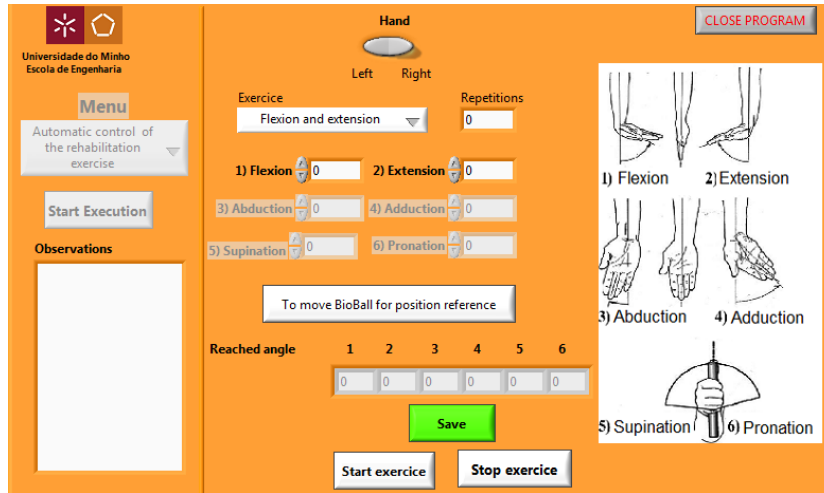 Universidade do Minho
Escola de Engenharia
Menu
Automatic control of
the rehabilitation
exercise
Start Execution
Observations
Hand
Left Right
CLOSE PROGRAM
Exercice
Flexion and extension
Repetitions
0
1) Flexion 0 2) Extension 0
3) Abduction 0 4) Adduction 0
5) Supination 0 6) Pronation 0
To move BioBall for position reference
Reached angle 1 2 3 4 5 6
0 0 0 0 0 0
Save
Start exercice Stop exercice
1) Flexion 2) Extension
3) Abduction 4) Adduction
5) Supination 6) Pronation